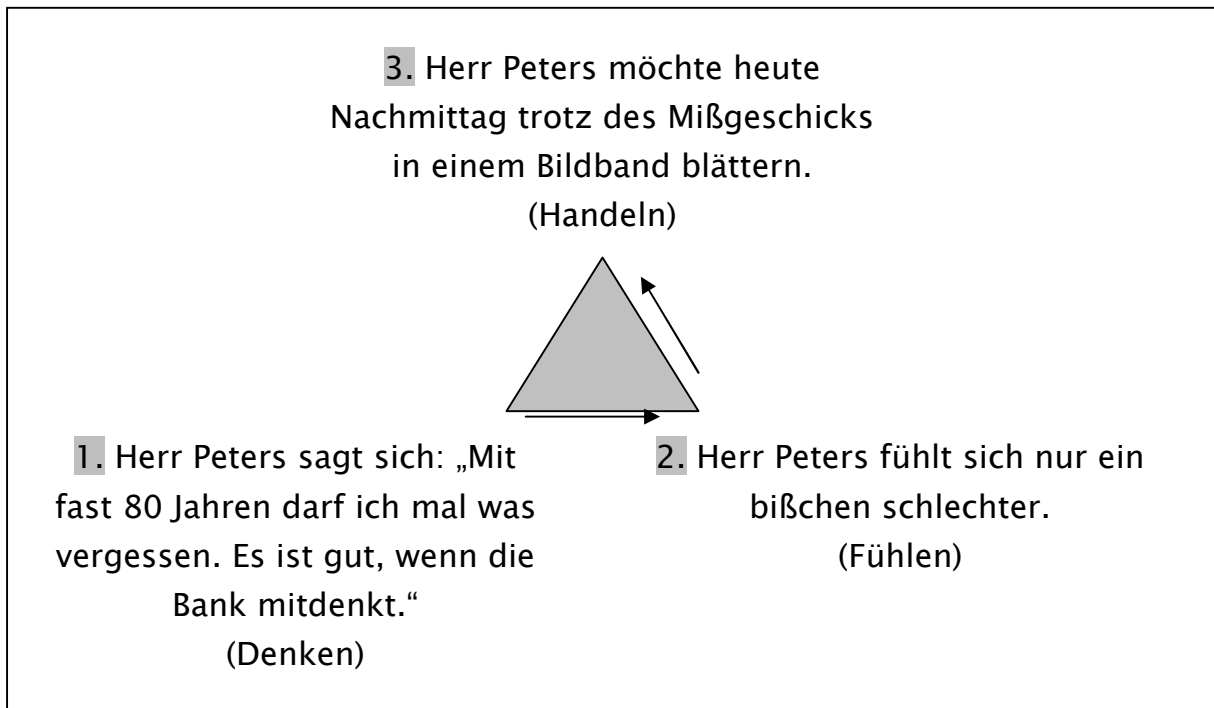 3. Herr Peters möchte heute
Nachmittag trotz des Mißgeschicks
in einem Bildband blättern.
(Handeln)
1. Herr Peters sagt sich: „Mit
fast 80 Jahren darf ich mal was
vergessen. Es ist gut, wenn die
Bank mitdenkt.“
(Denken)
2. Herr Peters fühlt sich nur ein
bißchen schlechter.
(Fühlen)